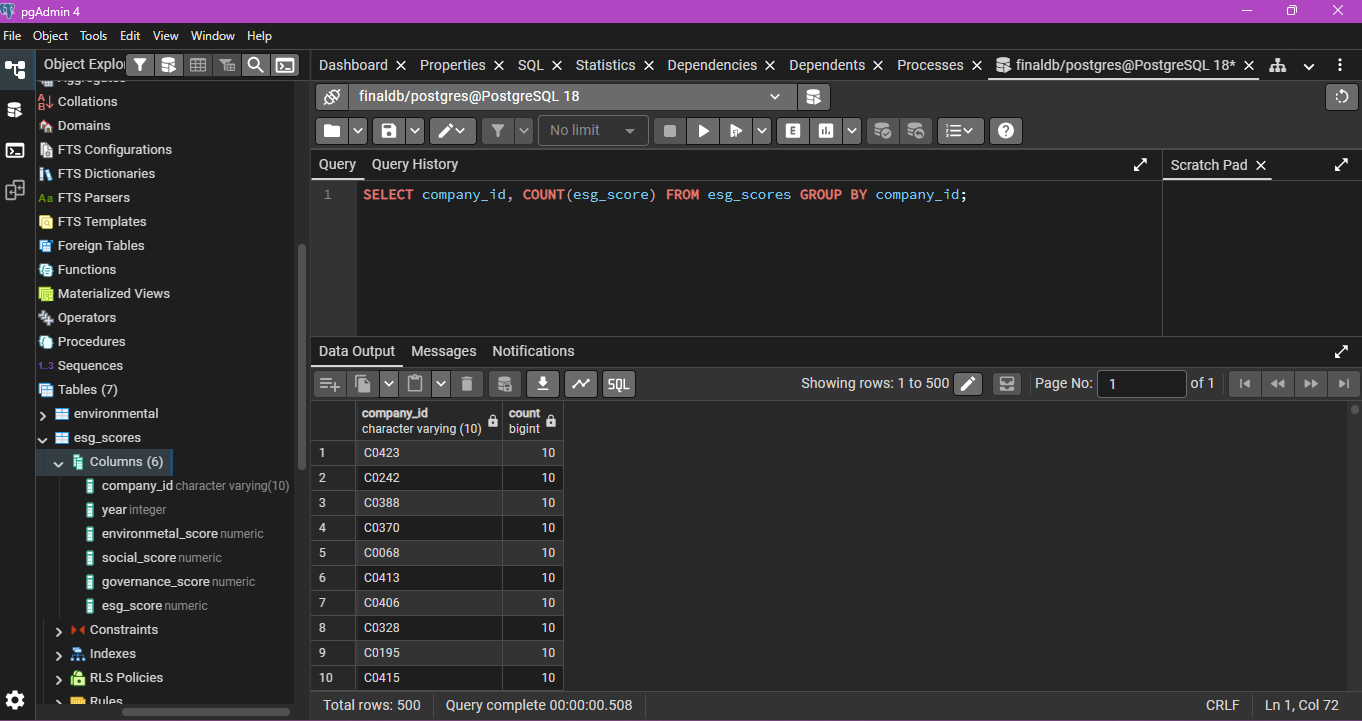 pgAdmin 4
File Object Tools Edit View Window Help
Object Explo
Dashboard Properties SQL Statistics Dependencies Dependents Processes finaldb/postgres@PostgreSQL 18*
finaldb/postgres@PostgreSQL 18
No limit
E
Query Query History
Scratch Pad
1 SELECT company_id, COUNT(esg_score) FROM esg_scores GROUP BY company_id;
Aggregates
Collations
Domains
FTS Configurations
FTS Dictionaries
Aa FTS Parsers
FTS Templates
Foreign Tables
Functions
Materialized Views
Operators
Procedures
1..3 Sequences
Tables (7)
environmental
esg_scores
Columns (6)
company_id character varying(10)
year integer
environmetal_score numeric
social_score numeric
governance_score numeric
esg_score numeric
Constraints
Indexes
RLS Policies
Rules
Data Output Messages Notifications
SQL
Showing rows: 1 to 500
Page No: 1 of 1
company_id count
character varying (10) bigint
1 C0423 10
2 C0242 10
3 C0388 10
4 C0370 10
5 C0068 10
6 C0413 10
7 C0406 10
8 C0328 10
9 C0195 10
10 C0415 10
Total rows: 500 Query complete 00:00:00.508
CRLF Ln 1, Col 72